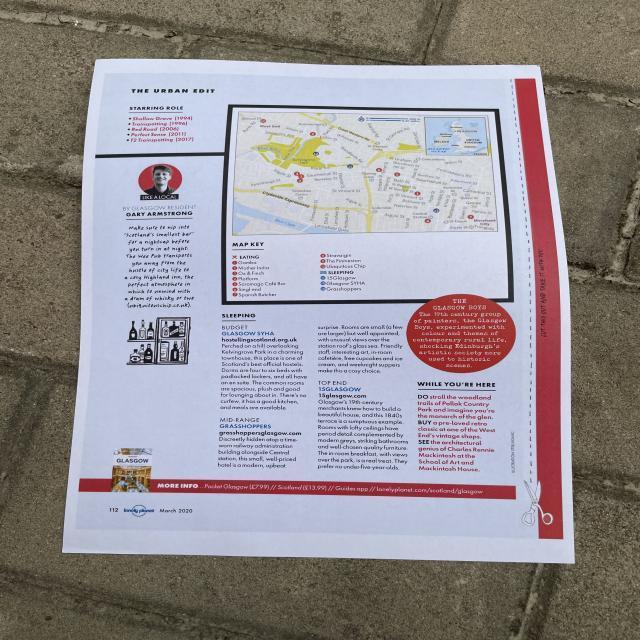 THE URBAN EDIT
STARRING ROLE
• Shallow Grave (1994)
• Trainspotting (1996)
• Red Road (2006)
• Perfect Sense (2011)
• T2 Trainspotting (2017)
LIKE A LOCAL
BY GLASGOW RESIDENT
GARY ARMSTRONG
Make sure to nip into
'Scotland's smallest bar'
for a nightcap before
you turn in at night.
The Wee Pub transports
you away from the
hustle of city life to
a cosy Highland inn, the
perfect atmosphere in
which to unwind with
a dram of whisky or two
MAP KEY
EATING
Gamba
Mother India
Ox & Finch
Platform
Saramago Café Bar
Singl-end
Spanish Butcher
Stravaigin
The Finnieston
Ubiquitous Chip
SLEEPING
15Glasgow
Glasgow SYHA
Grasshoppers
SLEEPING
BUDGET
GLASGOW SYHA
hostellingscotland.org.uk
Perched on a hill overlooking
Kelvingrove Park in a charming
townhouse, this place is one of
Scotland's best official hostels.
Dorms are four to six beds with
padlocked lockers, and all have
an en suite. The common rooms
are spacious, plush and good
for lounging about in. There's no
curfew, it has a good kitchen,
and meals are available.
MID-RANGE
GRASSHOPPERS
grasshoppersglasgow.com
Discreetly hidden atop a time-
worn railway administration
building alongside Central
station, this small, well-priced
hotel is a modern, upbeat
surprise. Rooms are small (a few
are larger) but well appointed,
with unusual views over the
station roof's glass sea. Friendly
staff, interesting art, in-room
cafetière, free cupcakes and ice
cream, and weeknight suppers
make this a cosy choice.
TOP END
15GLASGOW
15glasgow.com
Glasgow's 19th-century
merchants knew how to build a
beautiful house, and this 1840s
terrace is a sumptuous example.
Rooms with lofty ceilings have
period detail complemented by
modern greys, striking bathrooms
and well-chosen quality furniture.
The in-room breakfast, with views
over the park, is a real treat. They
prefer no under-five-year-olds.
THE
GLASGOW BOYS
The 19th century group
of painters, the Glasgow
Boys, experimented with
colour and themes of
contemporary rural life,
shocking Edinburgh's
artistic society more
used to historic
scenes.
WHILE YOU'RE HERE
DO stroll the woodland
trails of Pollok Country
Park and imagine you're
the monarch of the glen.
BUY a pre-loved retro
classic at one of the West
End's vintage shops.
SEE the architectural
genius of Charles Rennie
Mackintosh at the
School of Art and
Mackintosh House.
GLASGOW
MORE INFO Pocket Glasgow (£7.99) // Scotland (£13.99) // Guides app // lonelyplanet.com/scotland/glasgow
112 lonely planet March 2020